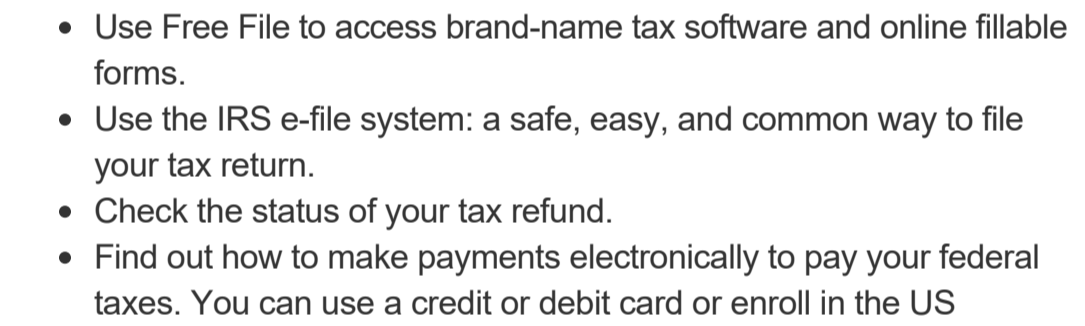 • Use Free File to access brand-name tax software and online fillable
forms.
• Use the IRS e-file system: a safe, easy, and common way to file
your tax return.
• Check the status of your tax refund.
• Find out how to make payments electronically to pay your federal
taxes. You can use a credit or debit card or enroll in the US